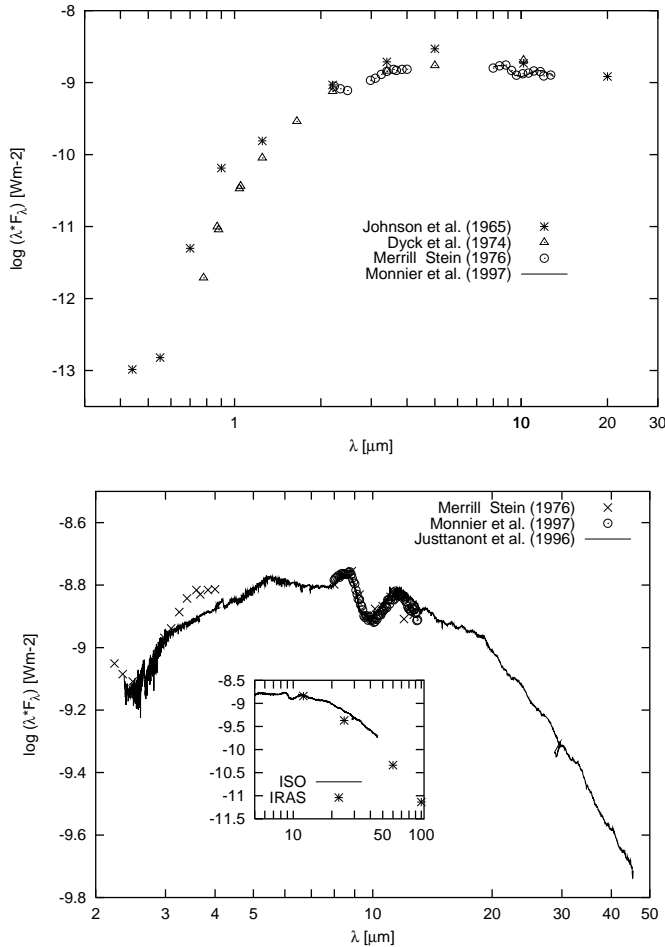 -8
-9
-10
-11
-12
-13
log (λ*Fλ) [Wm-2]
Johnson et al. (1965)
Dyck et al. (1974)
Merrill Stein (1976)
Monnier et al. (1997)
1 10 20 30
λ [μm]
-8.6
-8.8
-9
-9.2
-9.4
-9.6
-9.8
log (λ*Fλ) [Wm-2]
Merrill Stein (1976)
Monnier et al. (1997)
Justtanont et al. (1996)
-8.5
-9
-9.5
-10
-10.5
-11
-11.5
ISO
IRAS
10 60 100
2 3 4 5 10 20 30 40 50
λ [μm]